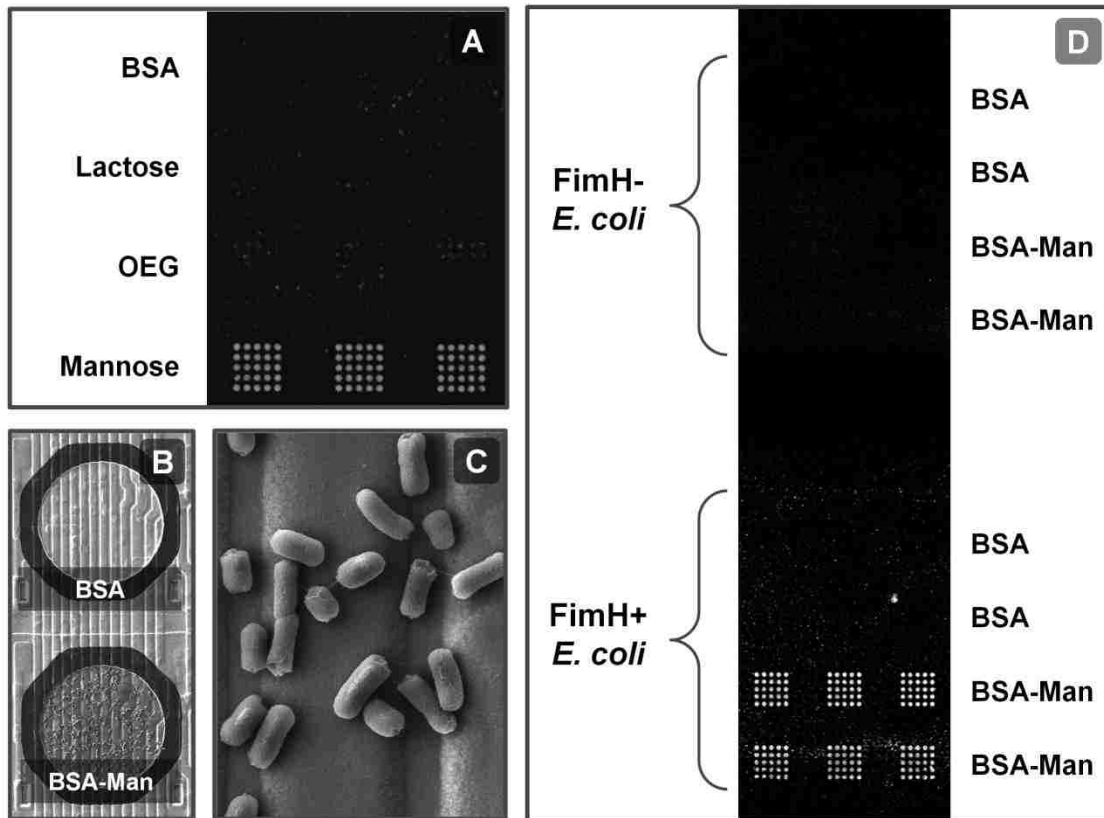 A
BSA
Lactose
OEG
Mannose
B
BSA
BSA-Man
C
D
FimH-
E. coli
BSA
BSA
BSA-Man
BSA-Man
FimH+
E. coli
BSA
BSA
BSA-Man
BSA-Man